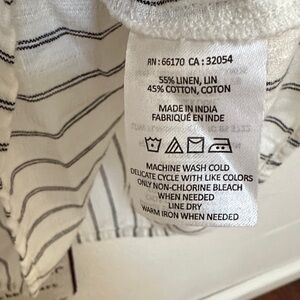 RN : 66170 CA : 32054
55% LINEN, LIN
45% COTTON, COTON
MADE IN INDIA
FABRIQUÉ EN INDE
MACHINE WASH COLD
DELICATE CYCLE WITH LIKE COLORS
ONLY NON-CHLORINE BLEACH
WHEN NEEDED
LINE DRY
WARM IRON WHEN NEEDED